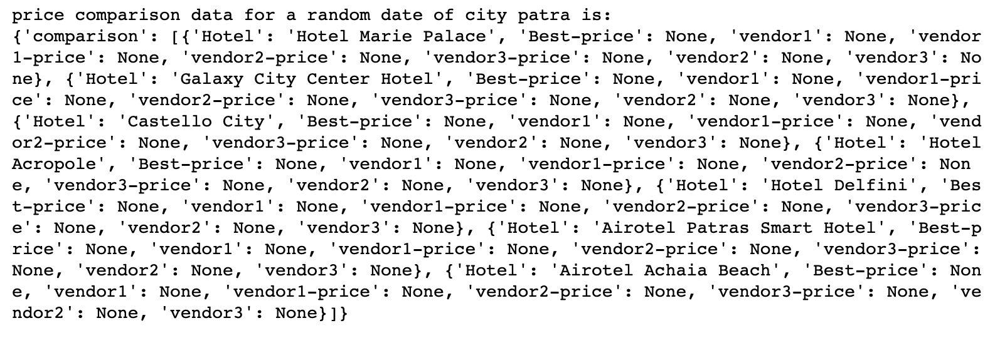 price comparison data for a random date of city patra is:
{'comparison': [{'Hotel': 'Hotel Marie Palace', 'Best-price': None, 'vendor1': None, 'vendor
1-price': None, 'vendor2-price': None, 'vendor3-price': None, 'vendor2': None, 'vendor3': No
ne}, {'Hotel': 'Galaxy City Center Hotel', 'Best-price': None, 'vendor1': None, 'vendor1-pri
ce': None, 'vendor2-price': None, 'vendor3-price': None, 'vendor2': None, 'vendor3': None},
{'Hotel': 'Castello City', 'Best-price': None, 'vendor1': None, 'vendor1-price': None, 'vend
or2-price': None, 'vendor3-price': None, 'vendor2': None, 'vendor3': None}, {'Hotel': 'Hotel
Acropole', 'Best-price': None, 'vendor1': None, 'vendor1-price': None, 'vendor2-price': Non
e, 'vendor3-price': None, 'vendor2': None, 'vendor3': None}, {'Hotel': 'Hotel Delfini', 'Bes
t-price': None, 'vendor1': None, 'vendor1-price': None, 'vendor2-price': None, 'vendor3-pric
e': None, 'vendor2': None, 'vendor3': None}, {'Hotel': 'Airotel Patras Smart Hotel', 'Best-p
rice': None, 'vendor1': None, 'vendor1-price': None, 'vendor2-price': None, 'vendor3-price':
None, 'vendor2': None, 'vendor3': None}, {'Hotel': 'Airotel Achaia Beach', 'Best-price': Non
e, 'vendor1': None, 'vendor1-price': None, 'vendor2-price': None, 'vendor3-price': None, 've
ndor2': None, 'vendor3': None}]}